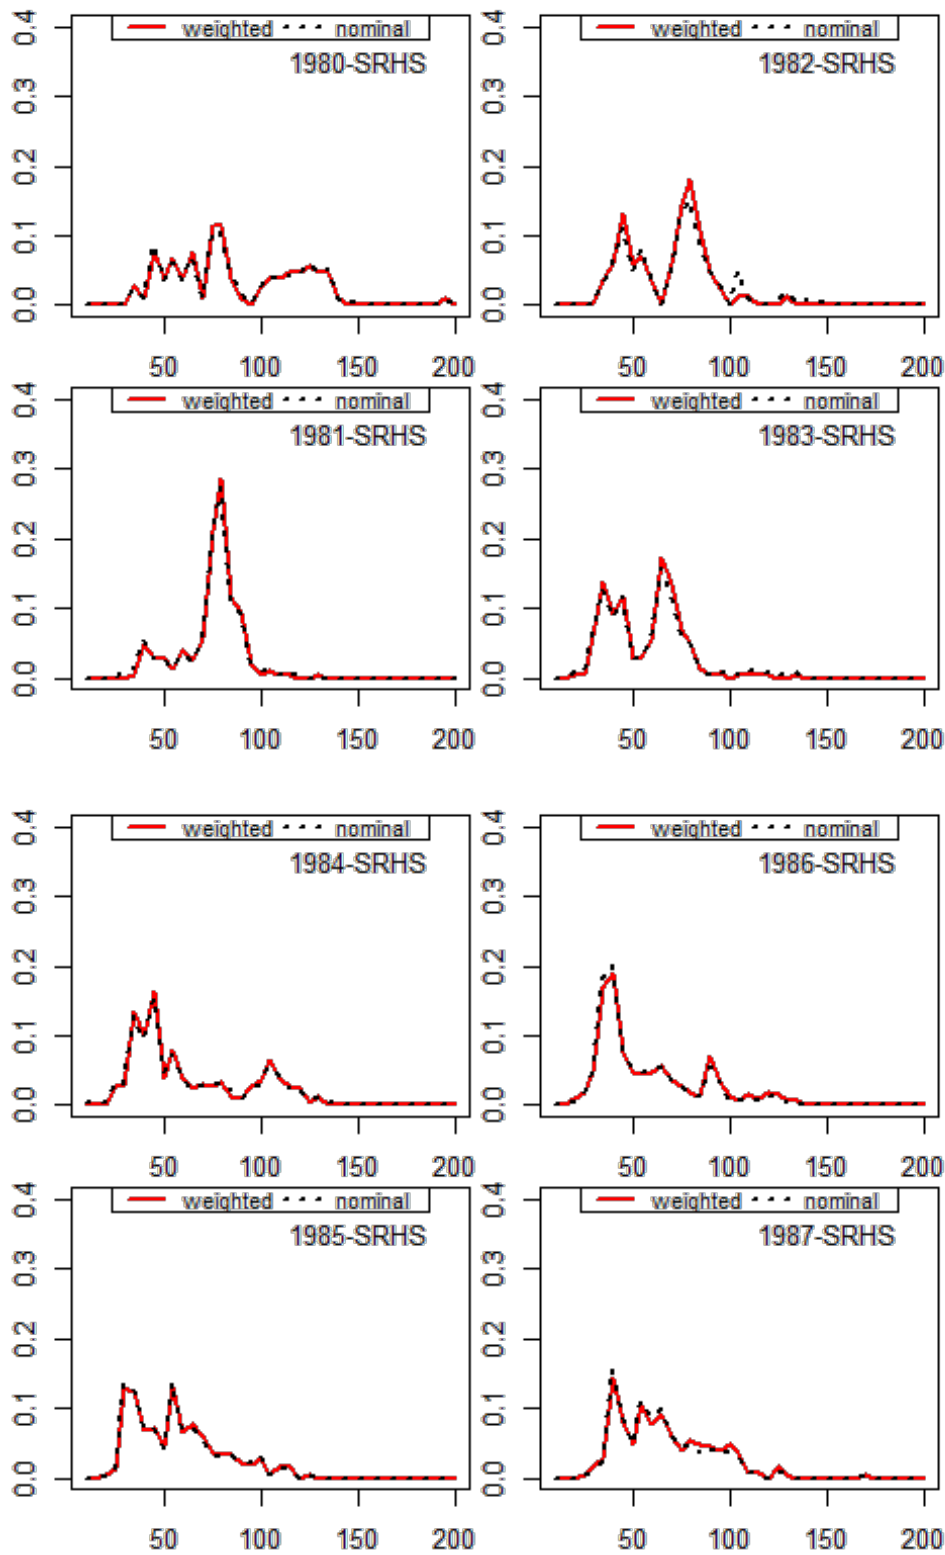 weighted nominal
1980-SRHS
0.0 0.1 0.2 0.3 0.4
50 100 150 200
weighted nominal
1982-SRHS
0.0 0.1 0.2 0.3 0.4
50 100 150 200
weighted nominal
1981-SRHS
0.0 0.1 0.2 0.3 0.4
50 100 150 200
weighted nominal
1983-SRHS
0.0 0.1 0.2 0.3 0.4
50 100 150 200
weighted nominal
1984-SRHS
0.0 0.1 0.2 0.3 0.4
50 100 150 200
weighted nominal
1986-SRHS
0.0 0.1 0.2 0.3 0.4
50 100 150 200
weighted nominal
1985-SRHS
0.0 0.1 0.2 0.3 0.4
50 100 150 200
weighted nominal
1987-SRHS
0.0 0.1 0.2 0.3 0.4
50 100 150 200